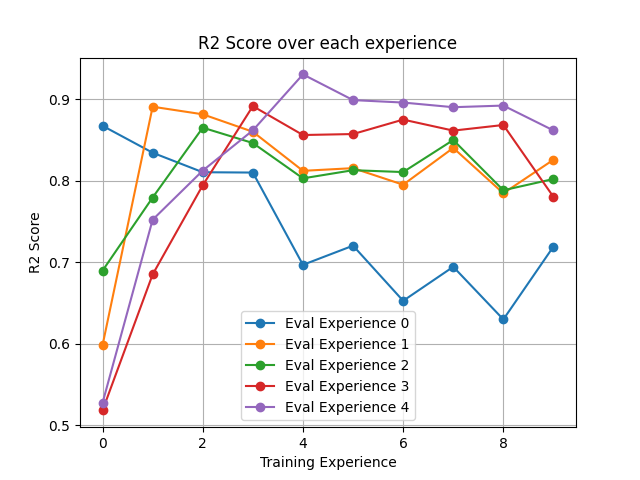 R2 Score over each experience
R2 Score
0.9
0.8
0.7
0.6
0.5
Eval Experience 0
Eval Experience 1
Eval Experience 2
Eval Experience 3
Eval Experience 4
0 2 4 6 8
Training Experience